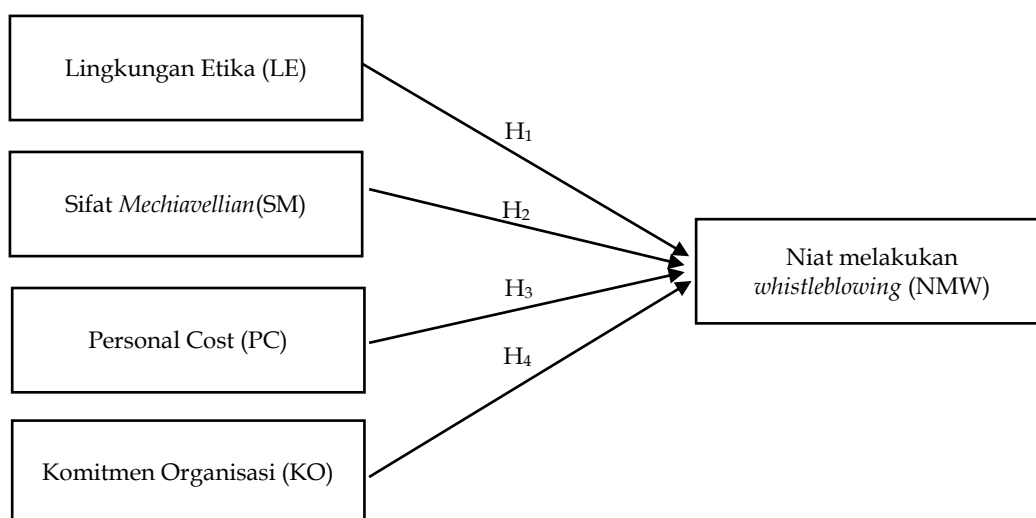 Lingkungan Etika (LE)
H₁
Sifat Mechiavellian(SM)
H₂
Niat melakukan
whistleblowing (NMW)
H₃
Personal Cost (PC)
H₄
Komitmen Organisasi (KO)